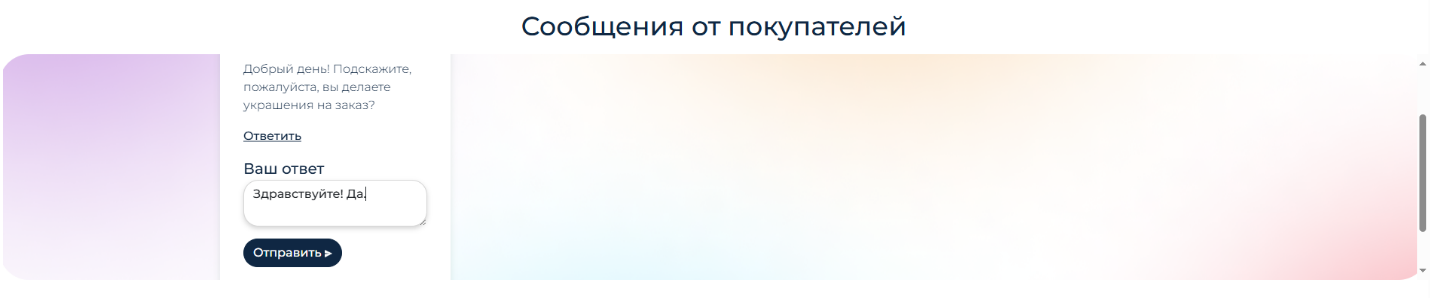 Сообщения от покупателей
Добрый день! Подскажите,
пожалуйста, вы делаете
украшения на заказ?
Ответить
Ваш ответ
Здравствуйте! Да.
Отправить